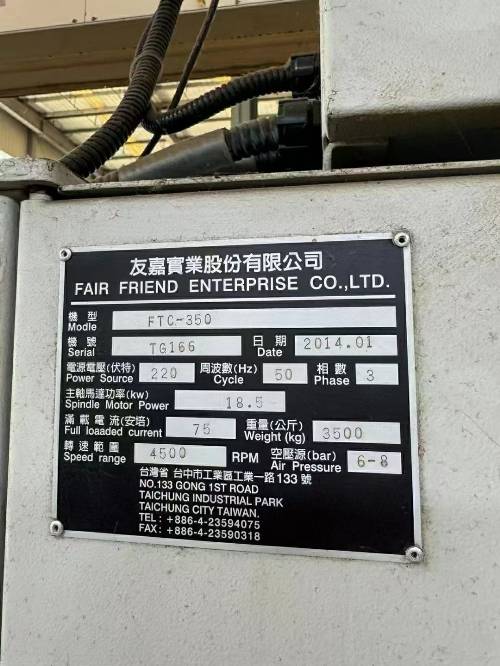 友嘉實業股份有限公司
FAIR FRIEND ENTERPRISE CO.,LTD.
機型 FTC-350
Modle
機號 TG166 日期 2014.01
Serial Date
電源電壓(伏特) 220 周波數(Hz) 50 相數 3
Power Source Cycle Phase
主軸馬達功率(kw) 18.5
Spindle Motor Power
滿載電流(安培) 75 重量(公斤) 3500
Full loaaded current Weight (kg)
轉速範圍 4500 RPM 空壓源(bar) 6-8
Speed range Air Pressure
台灣省 台中市工業區工業一路133號
NO.133 GONG 1ST ROAD
TAICHUNG INDUSTRIAL PARK
TAICHUNG CITY TAIWAN.
TEL : +886-4-23594075
FAX : +886-4-23590318